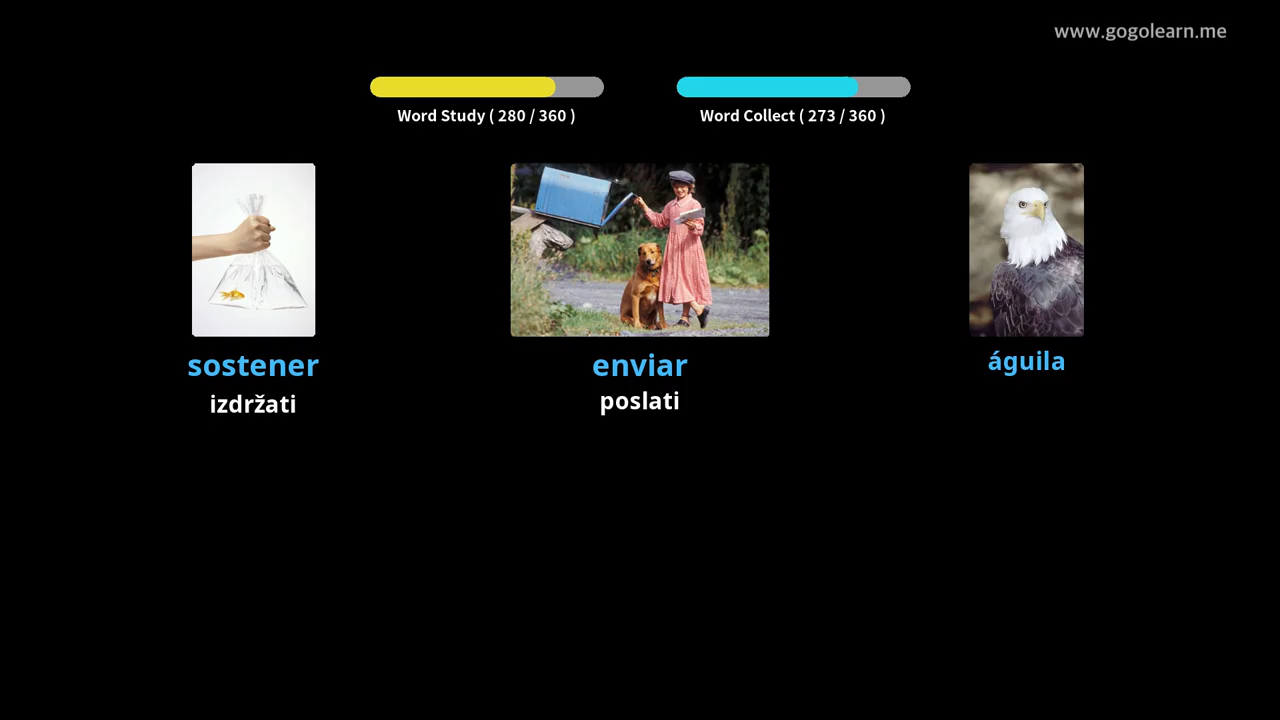 www.gogolearn.me
Word Study ( 280 / 360 )
Word Collect ( 273 / 360 )
sostener
enviar
águila
izdržati
poslati